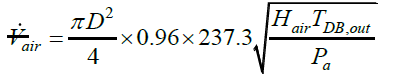 V̶̇_air = πD²/4 × 0.96 × 237.3 √(H_air T_DB,out / P_a)